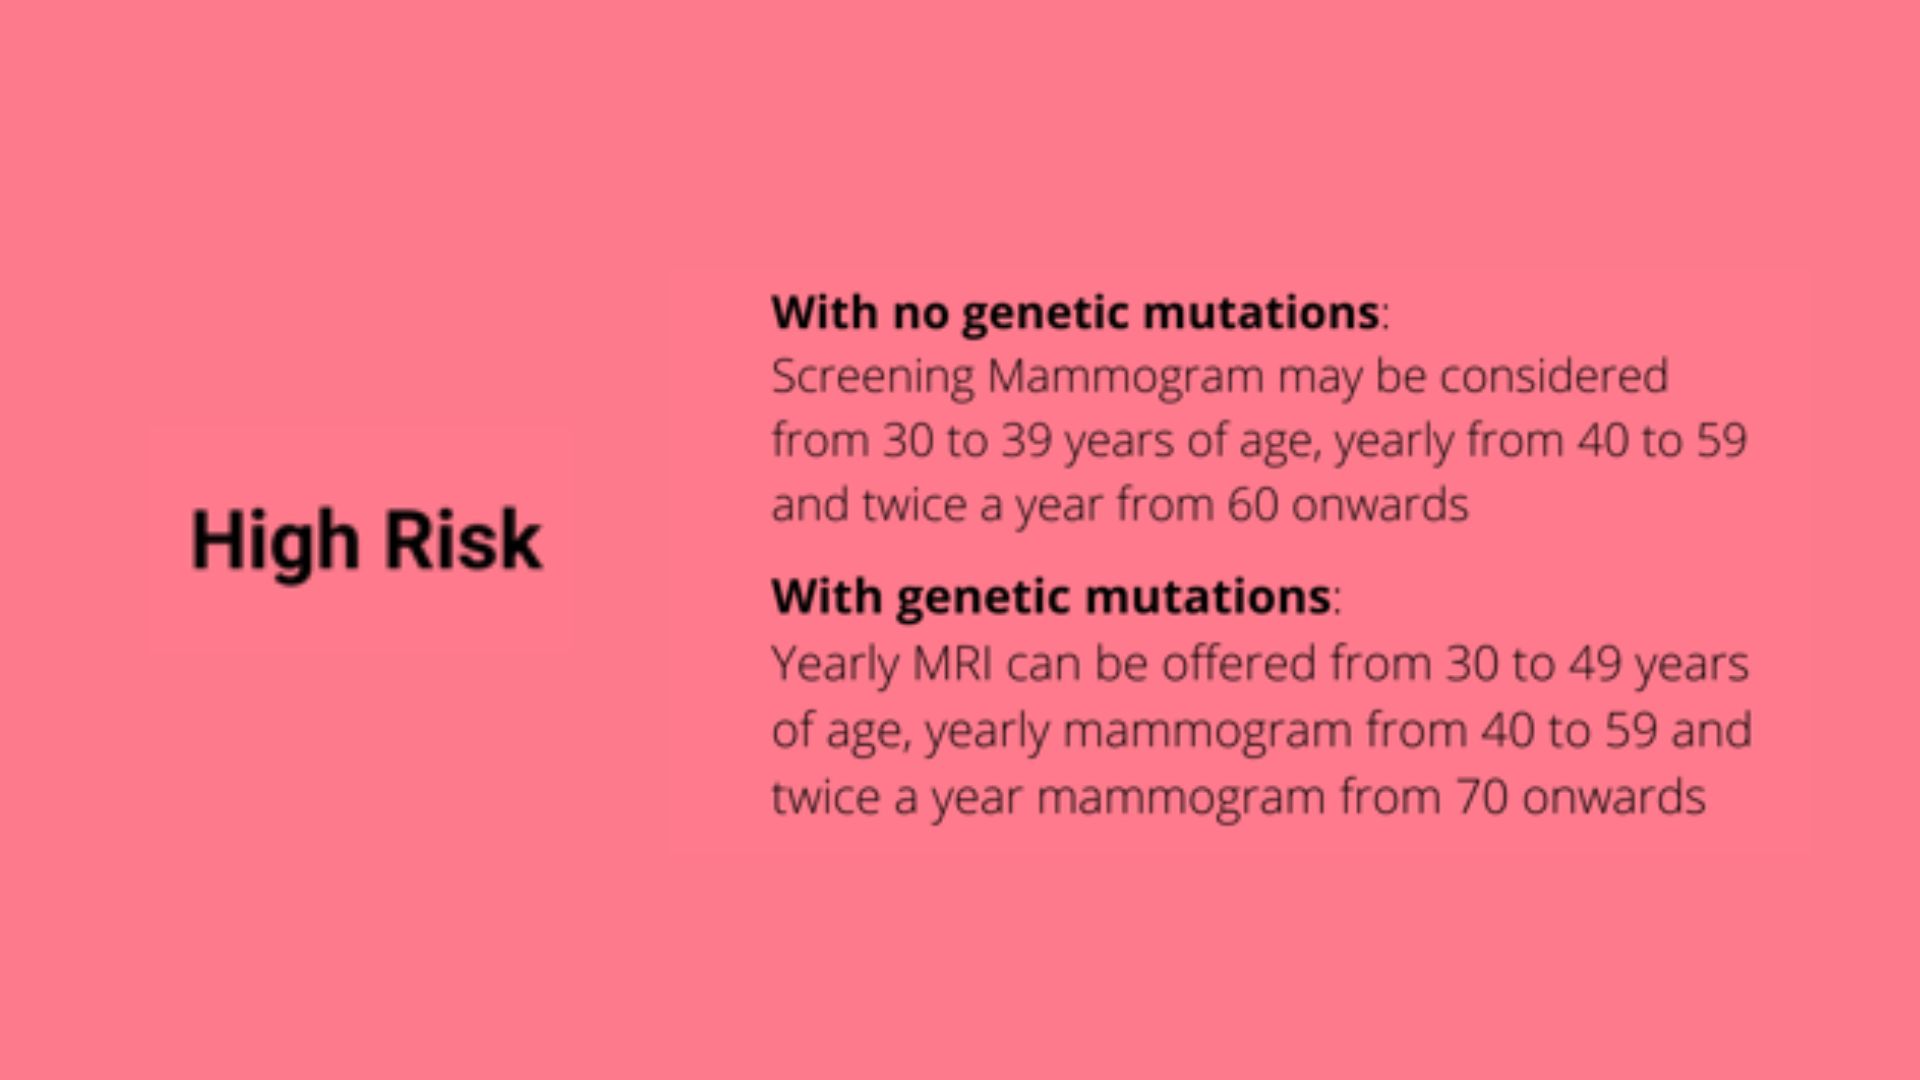 High Risk
With no genetic mutations:
Screening Mammogram may be considered
from 30 to 39 years of age, yearly from 40 to 59
and twice a year from 60 onwards
With genetic mutations:
Yearly MRI can be offered from 30 to 49 years
of age, yearly mammogram from 40 to 59 and
twice a year mammogram from 70 onwards